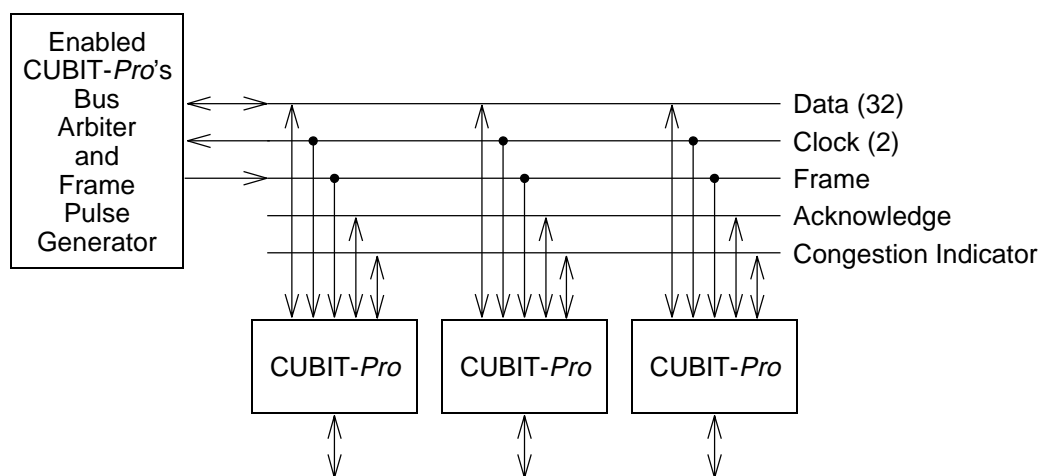 Enabled
CUBIT-Pro's
Bus
Arbiter
and
Frame
Pulse
Generator
Data (32)
Clock (2)
Frame
Acknowledge
Congestion Indicator
CUBIT-Pro
CUBIT-Pro
CUBIT-Pro